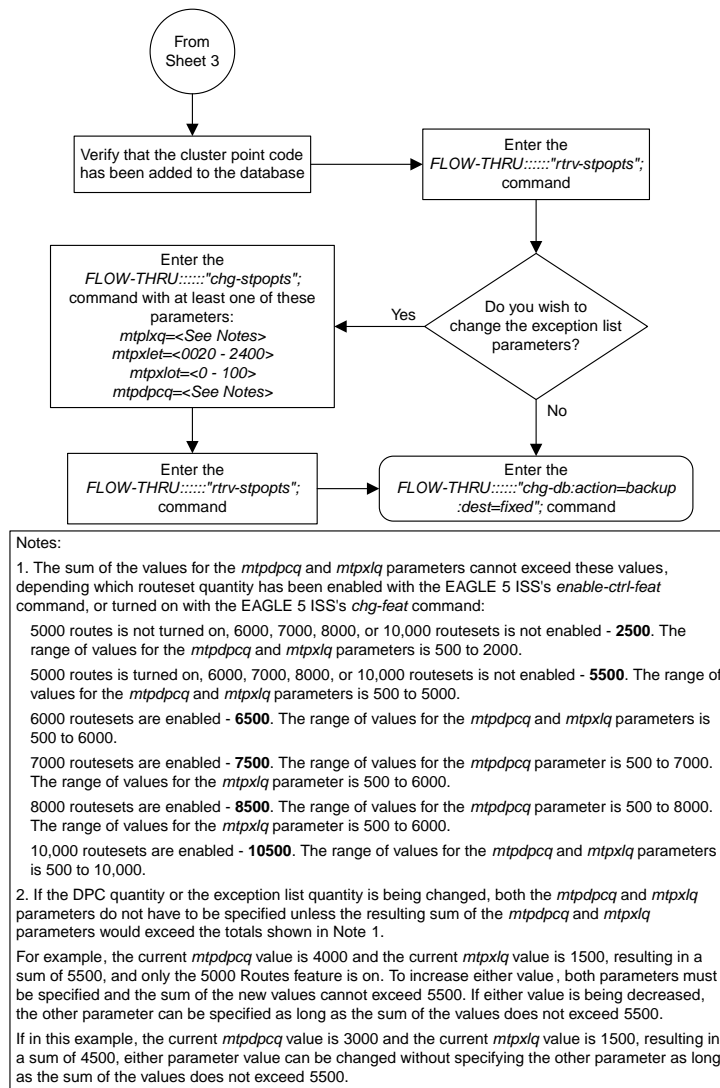 From
Sheet 3
Verify that the cluster point code
has been added to the database
Enter the
FLOW-THRU::::::"rtrv-stpopts";
command
Do you wish to
change the exception list
parameters?
Yes
No
Enter the
FLOW-THRU::::::"chg-stpopts";
command with at least one of these
parameters:
mtplxq=<See Notes>
mtpxlet=<0020 - 2400>
mtpxlot=<0 - 100>
mtpdpcq=<See Notes>
Enter the
FLOW-THRU::::::"rtrv-stpopts";
command
Enter the
FLOW-THRU::::::"chg-db:action=backup
:dest=fixed"; command
Notes:
1. The sum of the values for the mtpdpcq and mtpxlq parameters cannot exceed these values,
depending which routeset quantity has been enabled with the EAGLE 5 ISS's enable-ctrl-feat
command, or turned on with the EAGLE 5 ISS's chg-feat command:
5000 routes is not turned on, 6000, 7000, 8000, or 10,000 routesets is not enabled - 2500. The
range of values for the mtpdpcq and mtpxlq parameters is 500 to 2000.
5000 routes is turned on, 6000, 7000, 8000, or 10,000 routesets is not enabled - 5500. The range of
values for the mtpdpcq and mtpxlq parameters is 500 to 5000.
6000 routesets are enabled - 6500. The range of values for the mtpdpcq and mtpxlq parameters is
500 to 6000.
7000 routesets are enabled - 7500. The range of values for the mtpdpcq parameter is 500 to 7000.
The range of values for the mtpxlq parameter is 500 to 6000.
8000 routesets are enabled - 8500. The range of values for the mtpdpcq parameter is 500 to 8000.
The range of values for the mtpxlq parameter is 500 to 6000.
10,000 routesets are enabled - 10500. The range of values for the mtpdpcq and mtpxlq parameters
is 500 to 10,000.
2. If the DPC quantity or the exception list quantity is being changed, both the mtpdpcq and mtpxlq
parameters do not have to be specified unless the resulting sum of the mtpdpcq and mtpxlq
parameters would exceed the totals shown in Note 1.
For example, the current mtpdpcq value is 4000 and the current mtpxlq value is 1500, resulting in a
sum of 5500, and only the 5000 Routes feature is on. To increase either value, both parameters must
be specified and the sum of the new values cannot exceed 5500. If either value is being decreased,
the other parameter can be specified as long as the sum of the values does not exceed 5500.
If in this example, the current mtpdpcq value is 3000 and the current mtpxlq value is 1500, resulting in
a sum of 4500, either parameter value can be changed without specifying the other parameter as long
as the sum of the values does not exceed 5500.